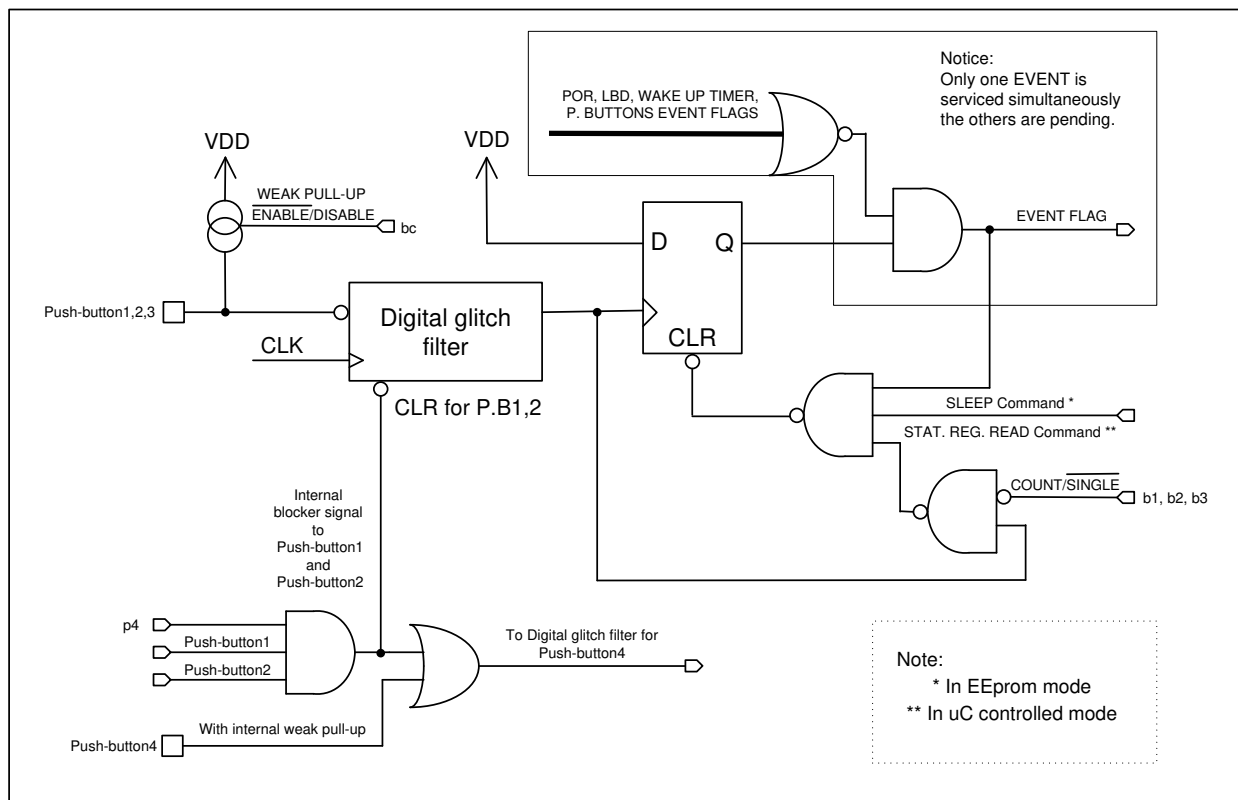 Notice:
Only one EVENT is
serviced simultaneously
the others are pending.
POR, LBD, WAKE UP TIMER,
P. BUTTONS EVENT FLAGS
VDD
VDD
WEAK PULL-UP
ENABLE/DISABLE
bc
EVENT FLAG
D
Q
CLR
Push-button1,2,3
Digital glitch
filter
CLK
CLR for P.B1,2
SLEEP Command *
STAT. REG. READ Command **
COUNT/SINGLE
b1, b2, b3
Internal
blocker signal
to
Push-button1
and
Push-button2
p4
Push-button1
Push-button2
To Digital glitch filter for
Push-button4
With internal weak pull-up
Push-button4
Note:
* In EEprom mode
** In uC controlled mode